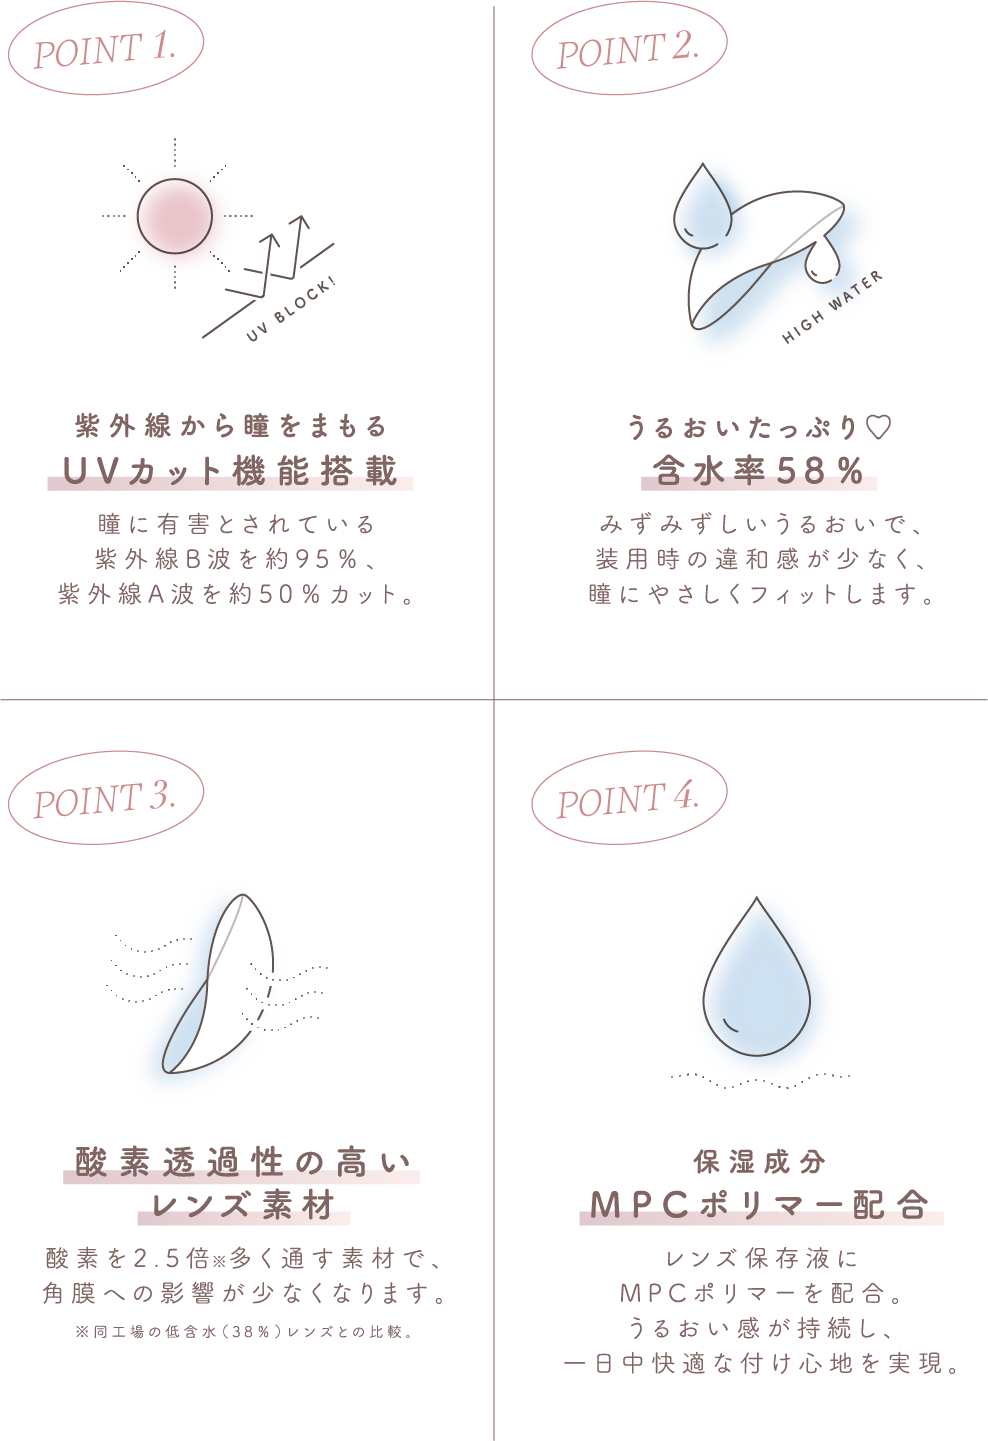 POINT 1.
UV BLOCK!
紫外線から瞳をまもる
UVカット機能搭載
瞳に有害とされている
紫外線B波を約95%、
紫外線A波を約50%カット。
POINT 2.
HIGH WATER
うるおいたっぷり♡
含水率58%
みずみずしいうるおいで、
装用時の違和感が少なく、
瞳にやさしくフィットします。
POINT 3.
酸素透過性の高い
レンズ素材
酸素を2.5倍※多く通す素材で、
角膜への影響が少なくなります。
※同工場の低含水(38%)レンズとの比較。
POINT 4.
保湿成分
MPCポリマー配合
レンズ保存液に
MPCポリマーを配合。
うるおい感が持続し、
一日中快適な付け心地を実現。